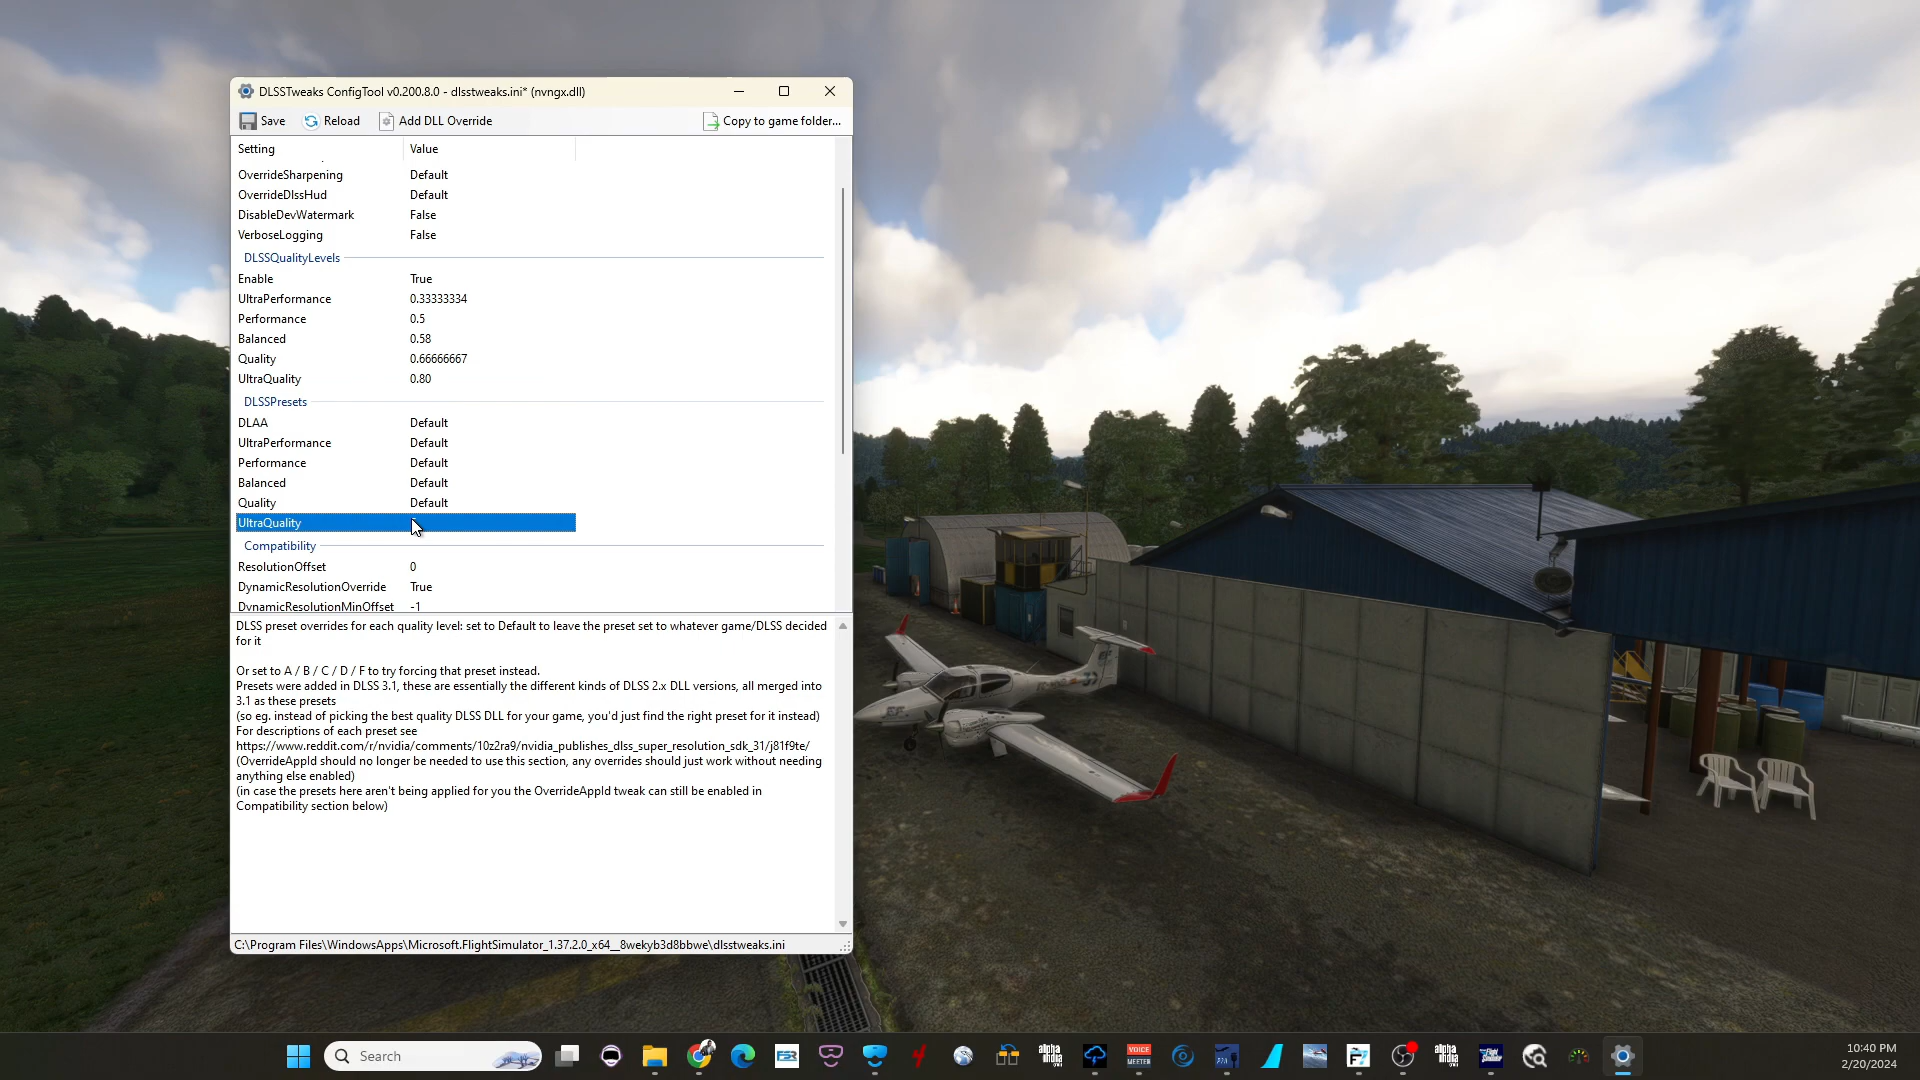 DLSSTweaks ConfigTool v0.200.8.0 - dlsstweaks.ini* (nvngx.dll)
Save Reload Add DLL Override Copy to game folder...
Setting Value
OverrideSharpening Default
OverrideDlssHud Default
DisableDevWatermark False
VerboseLogging False
DLSSQualityLevels
Enable True
UltraPerformance 0.33333334
Performance 0.5
Balanced 0.58
Quality 0.66666667
UltraQuality 0.80
DLSSPresets
DLAA Default
UltraPerformance Default
Performance Default
Balanced Default
Quality Default
UltraQuality
Compatibility
ResolutionOffset 0
DynamicResolutionOverride True
DynamicResolutionMinOffset -1
DLSS preset overrides for each quality level: set to Default to leave the preset set to whatever game/DLSS decided
for it
Or set to A / B / C / D / F to try forcing that preset instead.
Presets were added in DLSS 3.1, these are essentially the different kinds of DLSS 2.x DLL versions, all merged into
3.1 as these presets
(so eg. instead of picking the best quality DLSS DLL for your game, you'd just find the right preset for it instead)
For descriptions of each preset see
https://www.reddit.com/r/nvidia/comments/10z2ra9/nvidia_publishes_dlss_super_resolution_sdk_31/j81f9te/
(OverrideAppId should no longer be needed to use this section, any overrides should just work without needing
anything else enabled)
(in case the presets here aren't being applied for you the OverrideAppId tweak can still be enabled in
Compatibility section below)
C:\Program Files\WindowsApps\Microsoft.FlightSimulator_1.37.2.0_x64__8wekyb3d8bbwe\dlsstweaks.ini
Search
FSR
alpha
india
VOICE
MEETER
alpha
india
10:40 PM
2/20/2024